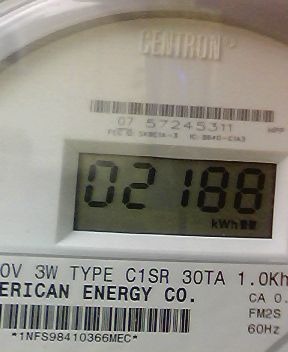 CENTRON
07 57245311
02188
kWh
0V 3W TYPE C1SR 30TA 1.0Kh
ERICAN ENERGY CO.
CA 0.
FM2S
60Hz
*1NFS98410366MEC*